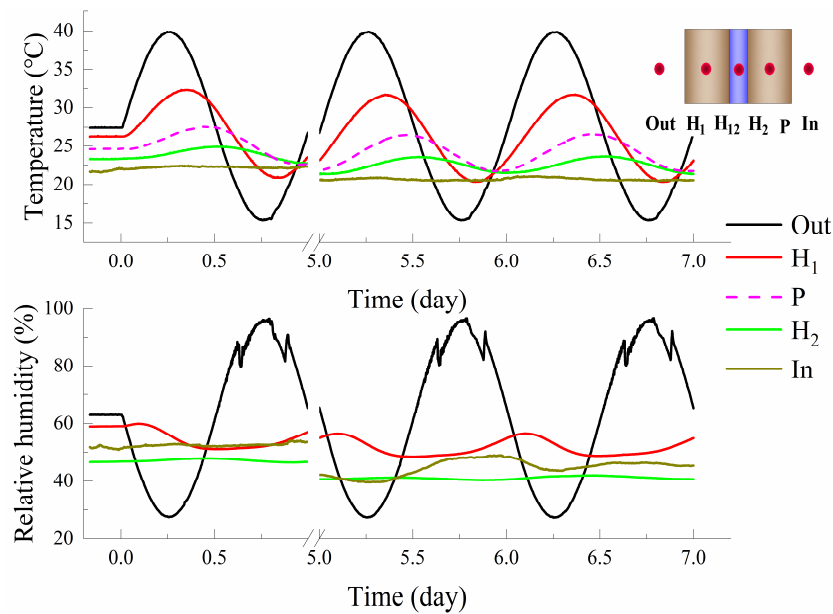 Temperature (°C)
40
35
30
25
20
15
0.0 0.5 5.0 5.5 6.0 6.5 7.0
Time (day)
Out H₁ H₁₂ H₂ P In
Out
H₁
P
H₂
In
Relative humidity (%)
100
80
60
40
20
0.0 0.5 5.0 5.5 6.0 6.5 7.0
Time (day)